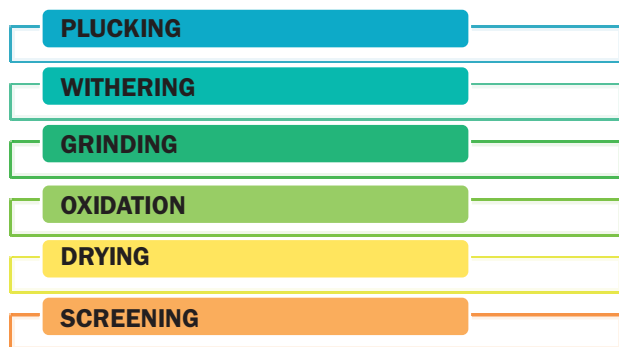 PLUCKING
WITHERING
GRINDING
OXIDATION
DRYING
SCREENING